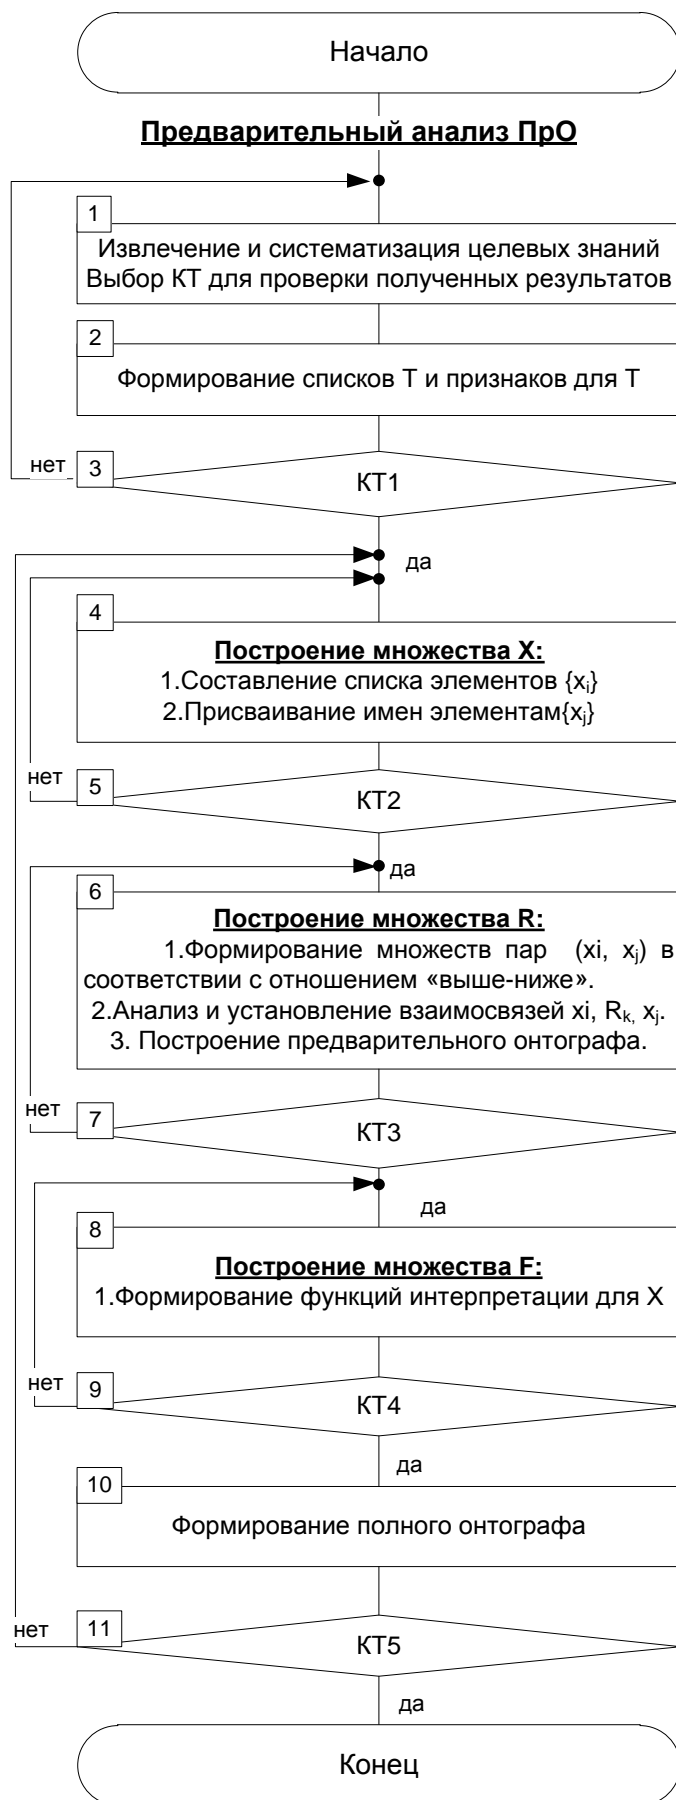 Начало
Предварительный анализ ПрО
1
Извлечение и систематизация целевых знаний
Выбор КТ для проверки полученных результатов
2
Формирование списков Т и признаков для Т
нет
3
КТ1
да
4
Построение множества X:
1.Составление списка элементов {xi}
2.Присваивание имен элементам{xj}
нет
5
КТ2
да
6
Построение множества R:
1.Формирование множеств пар (xi, xj) в
соответствии с отношением «выше-ниже».
2.Анализ и установление взаимосвязей xi, Rk, xj.
3. Построение предварительного онтографа.
нет
7
КТ3
да
8
Построение множества F:
1.Формирование функций интерпретации для X
нет
9
КТ4
да
10
Формирование полного онтографа
нет
11
КТ5
да
Конец